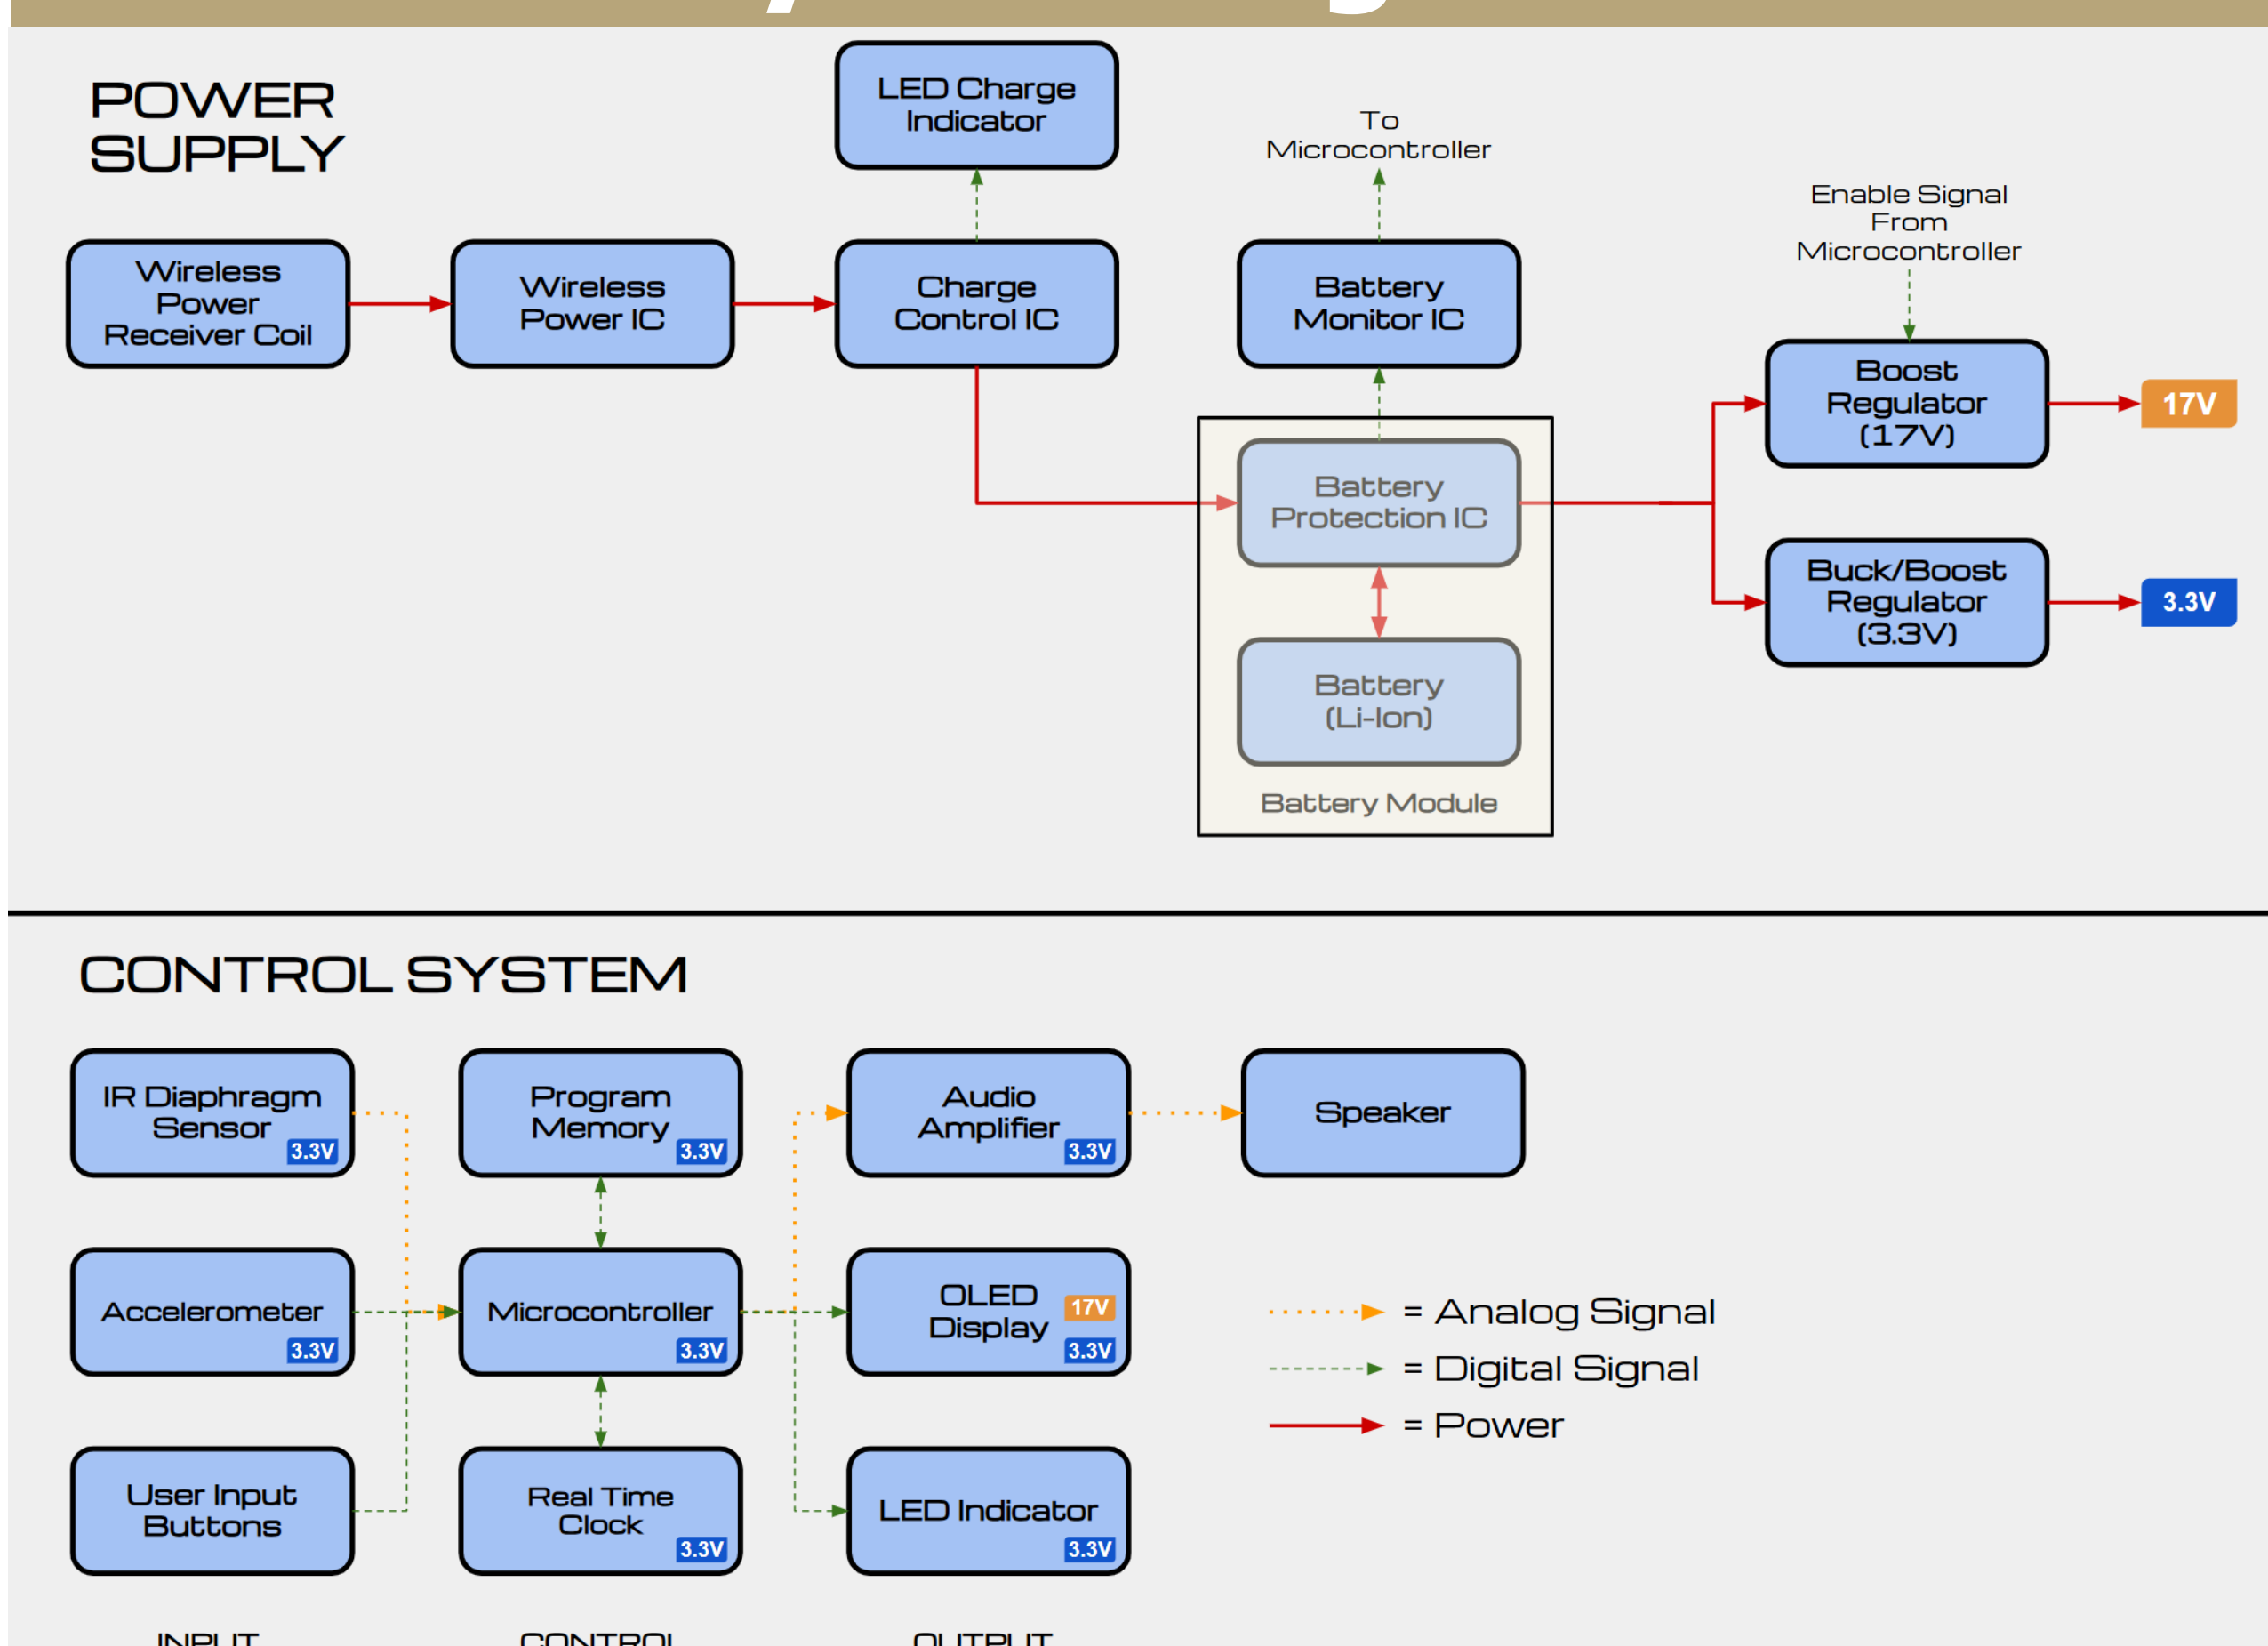 POWER
SUPPLY
LED Charge
Indicator
To
Microcontroller
Enable Signal
From
Microcontroller
Wireless
Power
Receiver Coil
Wireless
Power IC
Charge
Control IC
Battery
Monitor IC
Boost
Regulator
(17V)
17V
Battery
Protection IC
Buck/Boost
Regulator
(3.3V)
3.3V
Battery
(Li-Ion)
Battery Module
CONTROL SYSTEM
IR Diaphragm
Sensor
3.3V
Program
Memory
3.3V
Audio
Amplifier
3.3V
Speaker
Accelerometer
3.3V
Microcontroller
3.3V
OLED
Display
17V
3.3V
= Analog Signal
= Digital Signal
= Power
User Input
Buttons
Real Time
Clock
3.3V
LED Indicator
3.3V
INPUT
CONTROL
OUTPUT